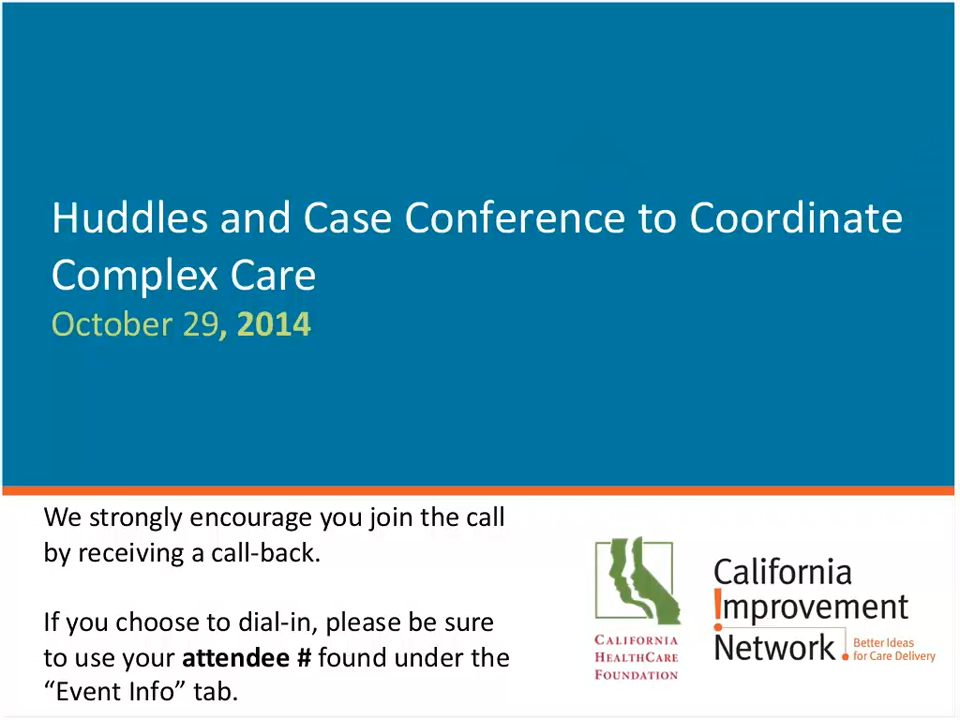 Huddles and Case Conference to Coordinate
Complex Care
October 29, 2014
We strongly encourage you join the call
by receiving a call-back.
If you choose to dial-in, please be sure
to use your attendee # found under the
“Event Info” tab.
CALIFORNIA
HEALTHCARE
FOUNDATION
California
!mprovement
Network
Better Ideas
for Care Delivery